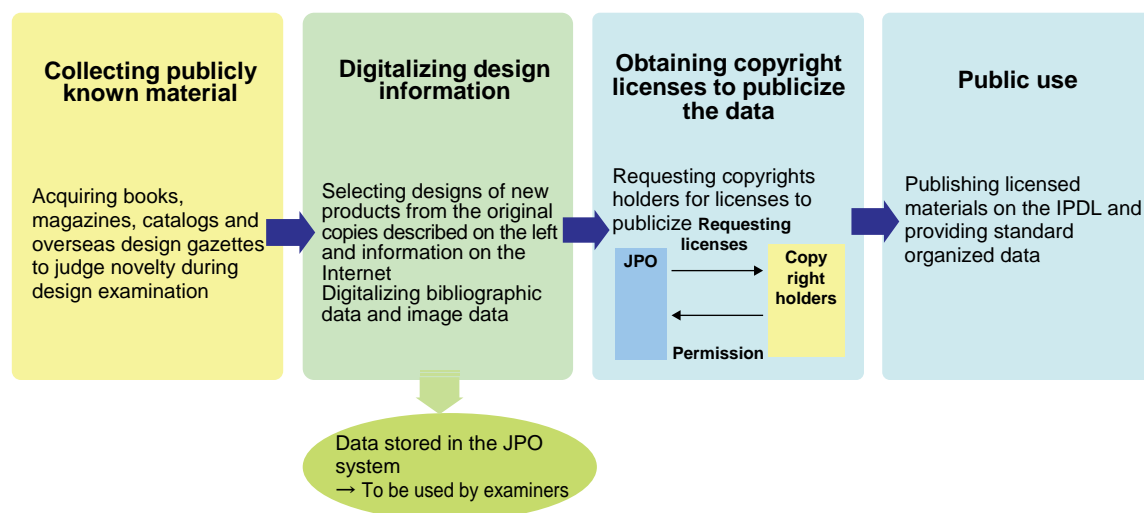 Collecting publicly
known material
Acquiring books,
magazines, catalogs and
overseas design gazettes
to judge novelty during
design examination
Digitalizing design
information
Selecting designs of new
products from the original
copies described on the left
and information on the
Internet
Digitalizing bibliographic
data and image data
Data stored in the JPO
system
→ To be used by examiners
Obtaining copyright
licenses to publicize
the data
Requesting copyrights
holders for licenses to
publicize
Requesting
licenses
JPO
Copy
right
holders
Permission
Public use
Publishing licensed
materials on the IPDL and
providing standard
organized data